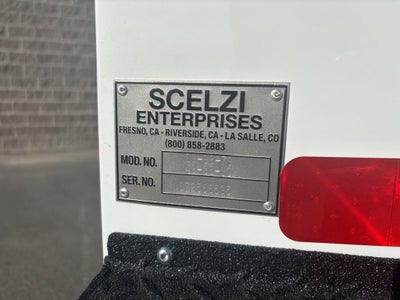 SCELZI
ENTERPRISES
FRESNO, CA - RIVERSIDE, CA - LA SALLE, CO
(800) 858-2883
MOD. NO.
SER. NO.